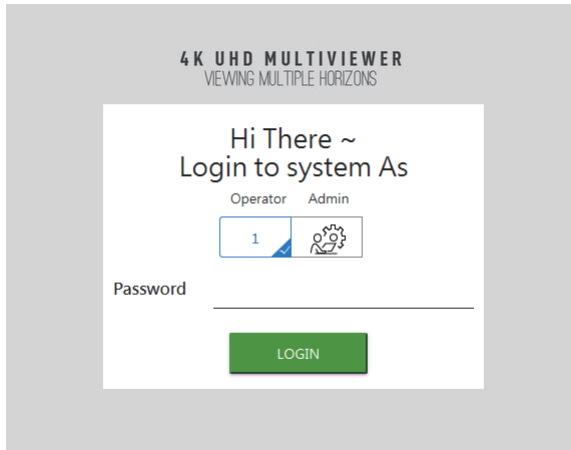 4K UHD MULTIVIEWER
VIEWING MULTIPLE HORIZONS
Hi There ~
Login to system As
Operator Admin
1
Password
LOGIN